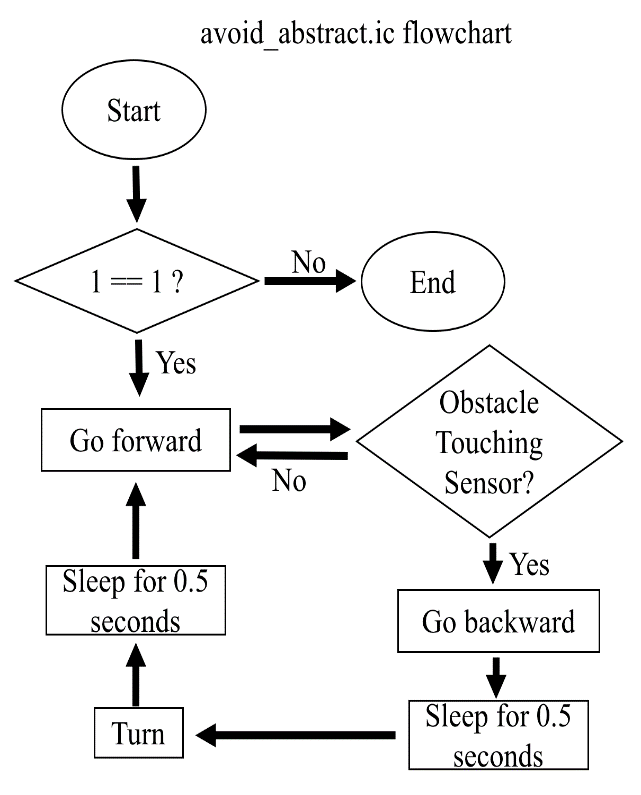 avoid_abstract.ic flowchart
Start
1 == 1 ?
No
End
Yes
Go forward
Obstacle
Touching
Sensor?
No
Yes
Go backward
Sleep for 0.5
seconds
Turn
Sleep for 0.5
seconds